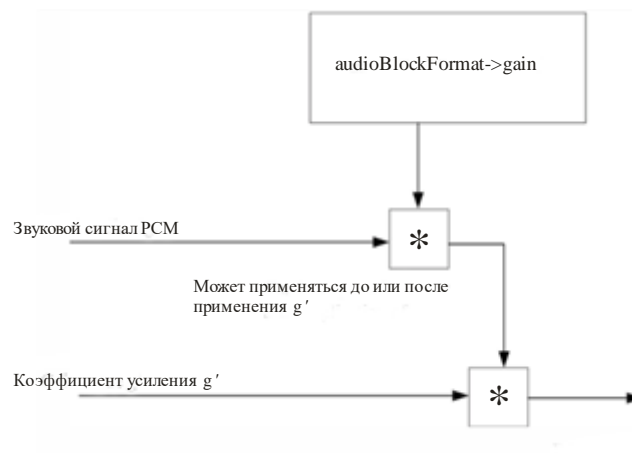 audioBlockFormat->gain
Звуковой сигнал PCM
*
Может применяться до или после
применения g′
Коэффициент усиления g′
*